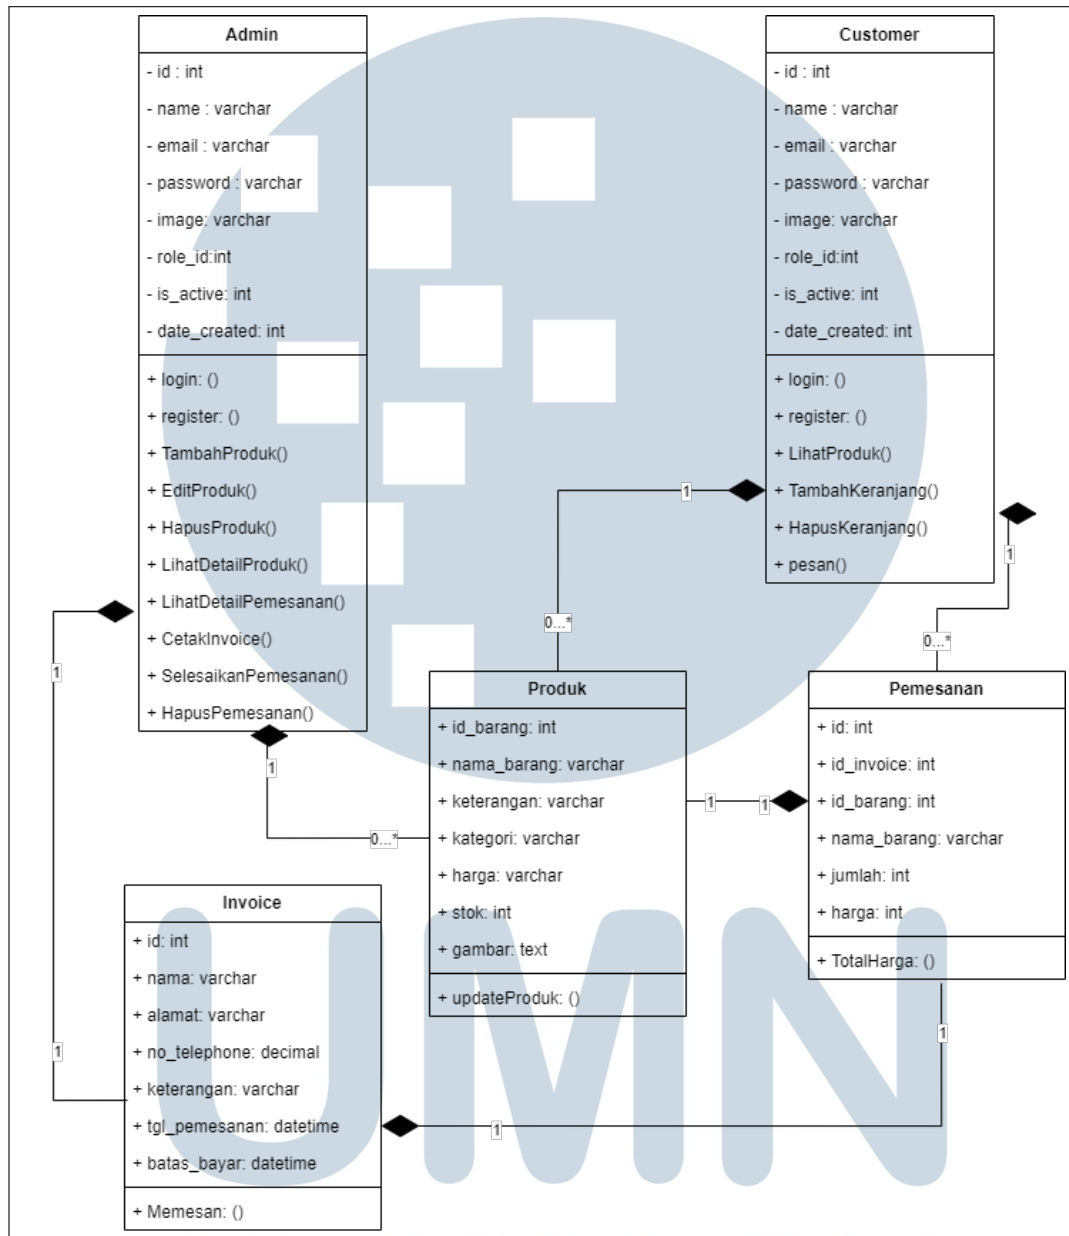 Admin
- id : int
- name : varchar
- email : varchar
- password : varchar
- image: varchar
- role_id:int
- is_active: int
- date_created: int
+ login: ()
+ register: ()
+ TambahProduk()
+ EditProduk()
+ HapusProduk()
+ LihatDetailProduk()
+ LihatDetailPemesanan()
+ CetakInvoice()
+ SelesaikanPemesanan()
+ HapusPemesanan()
Customer
- id : int
- name : varchar
- email : varchar
- password : varchar
- image: varchar
- role_id:int
- is_active: int
- date_created: int
+ login: ()
+ register: ()
+ LihatProduk()
+ TambahKeranjang()
+ HapusKeranjang()
+ pesan()
1
1
0...*
0...*
1
1
0...*
Produk
+ id_barang: int
+ nama_barang: varchar
+ keterangan: varchar
+ kategori: varchar
+ harga: varchar
+ stok: int
+ gambar: text
+ updateProduk: ()
1
1
Pemesanan
+ id: int
+ id_invoice: int
+ id_barang: int
+ nama_barang: varchar
+ jumlah: int
+ harga: int
+ TotalHarga: ()
Invoice
+ id: int
+ nama: varchar
+ alamat: varchar
+ no_telephone: decimal
+ keterangan: varchar
+ tgl_pemesanan: datetime
+ batas_bayar: datetime
+ Memesan: ()
1
1
1
UMN